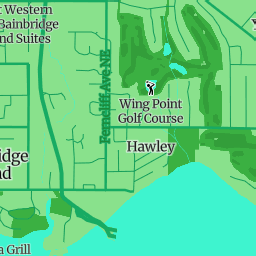 Western
Bainbridge
nd Suites
Ferncliff Ave NE
Wing Point
Golf Course
Hawley
idge
nd
a Grill